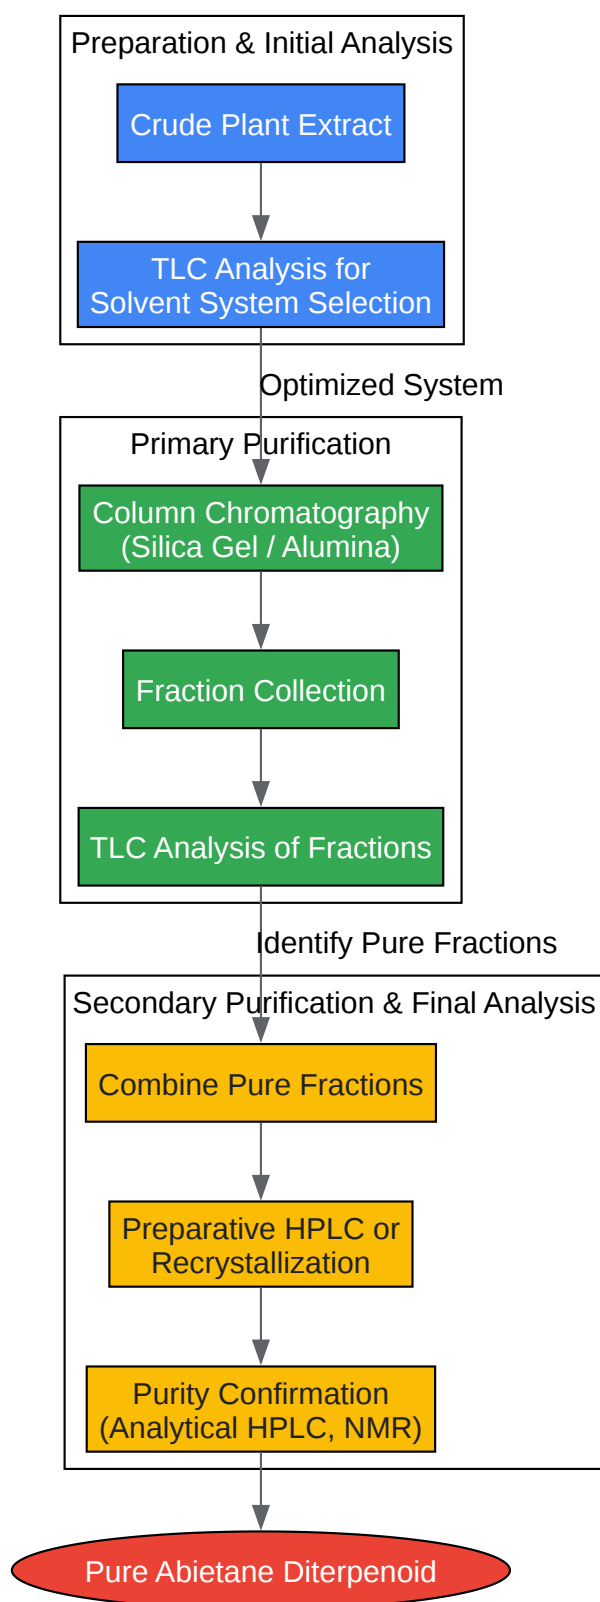 Preparation & Initial Analysis
Crude Plant Extract
TLC Analysis for
Solvent System Selection
Optimized System
Primary Purification
Column Chromatography
(Silica Gel / Alumina)
Fraction Collection
TLC Analysis of Fractions
Identify Pure Fractions
Secondary Purification & Final Analysis
Combine Pure Fractions
Preparative HPLC or
Recrystallization
Purity Confirmation
(Analytical HPLC, NMR)
Pure Abietane Diterpenoid